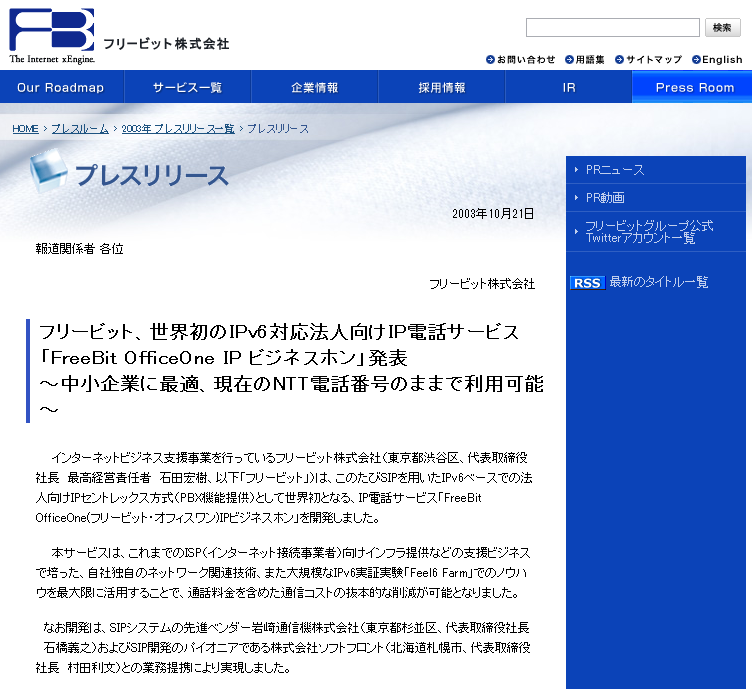 FB
フリービット株式会社
The Internet xEngine.
検索
お問い合わせ
用語集
サイトマップ
English
Our Roadmap
サービス一覧
企業情報
採用情報
IR
Press Room
HOME > プレスルーム > 2003年 プレスリリース一覧 > プレスリリース
プレスリリース
2003年10月21日
報道関係者 各位
フリービット株式会社
フリービット、世界初のIPv6対応法人向けIP電話サービス
「FreeBit OfficeOne IP ビジネスホン」発表
～中小企業に最適、現在のNTT電話番号のままで利用可能
～
インターネットビジネス支援事業を行っているフリービット株式会社（東京都渋谷区、代表取締役
社長　最高経営責任者　石田宏樹、以下「フリービット」）は、このたびSIPを用いたIPv6ベースでの法
人向けIPセントレックス方式（PBX機能提供）として世界初となる、IP電話サービス「FreeBit
OfficeOne(フリービット・オフィスワン)IPビジネスホン」を開発しました。
本サービスは、これまでのISP（インターネット接続事業者）向けインフラ提供などの支援ビジネス
で培った、自社独自のネットワーク関連技術、また大規模なIPv6実証実験「Feel6 Farm」でのノウハ
ウを最大限に活用することで、通話料金を含めた通信コストの抜本的な削減が可能となりました。
なお開発は、SIPシステムの先進ベンダー岩崎通信機株式会社（東京都杉並区、代表取締役社長
石橋義之）およびSIP開発のパイオニアである株式会社ソフトフロント（北海道札幌市、代表取締役
社長　村田利文）との業務提携により実現しました。
PRニュース
PR動画
フリービットグループ公式
Twitterアカウント一覧
RSS 最新のタイトル一覧